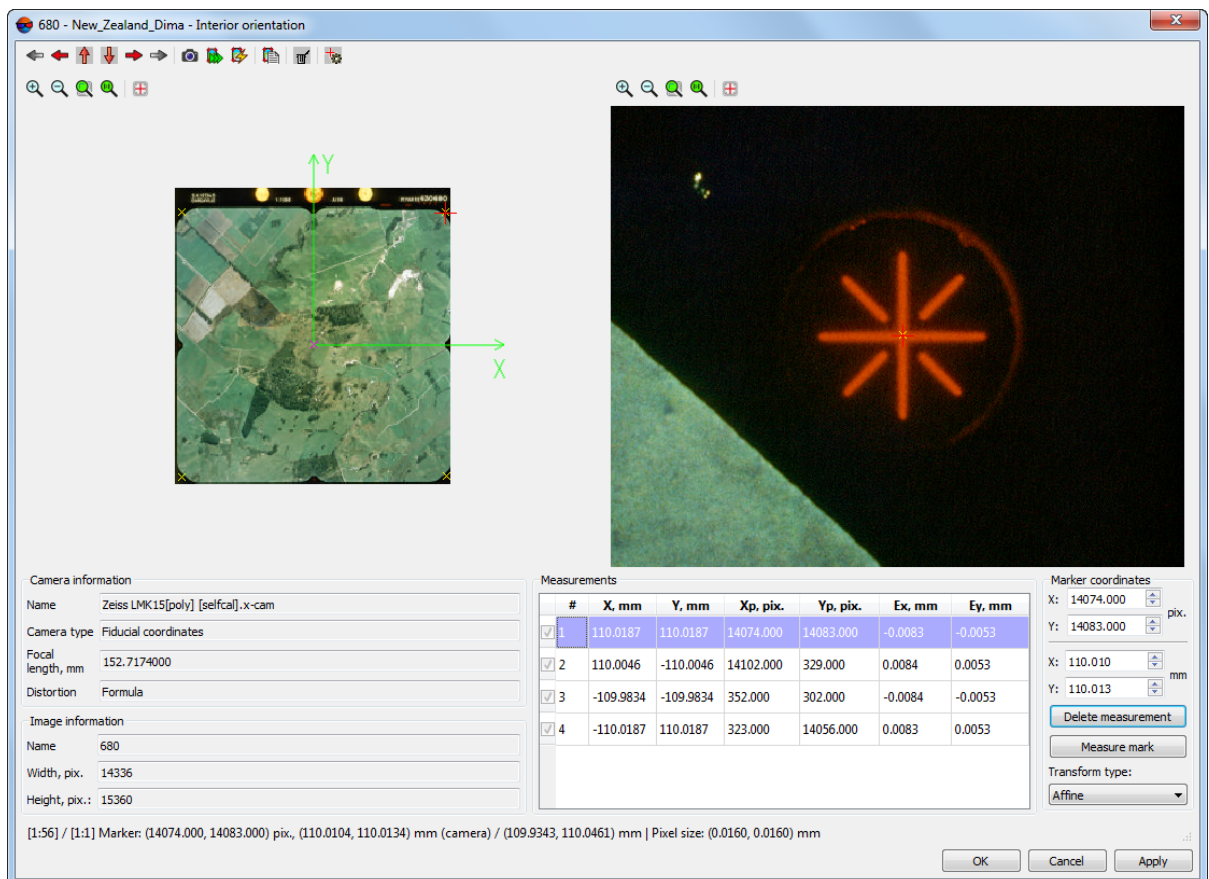 680 - New_Zealand_Dima - Interior orientation
x
Y
630680
X
Camera information
Name Zeiss LMK15[poly] [selfcal].x-cam
Camera type Fiducial coordinates
Focal length, mm 152.7174000
Distortion Formula
Image information
Name 680
Width, pix. 14336
Height, pix.: 15360
Measurements
# X, mm Y, mm Xp, pix. Yp, pix. Ex, mm Ey, mm
1 110.0187 110.0187 14074.000 14083.000 -0.0083 -0.0053
2 110.0046 -110.0046 14102.000 329.000 0.0084 0.0053
3 -109.9834 -109.9834 352.000 302.000 -0.0084 -0.0053
4 -110.0187 110.0187 323.000 14056.000 0.0083 0.0053
Marker coordinates
X: 14074.000
pix.
Y: 14083.000
X: 110.010
mm
Y: 110.013
Delete measurement
Measure mark
Transform type:
Affine
[1:56] / [1:1] Marker: (14074.000, 14083.000) pix., (110.0104, 110.0134) mm (camera) / (109.9343, 110.0461) mm | Pixel size: (0.0160, 0.0160) mm
OK Cancel Apply